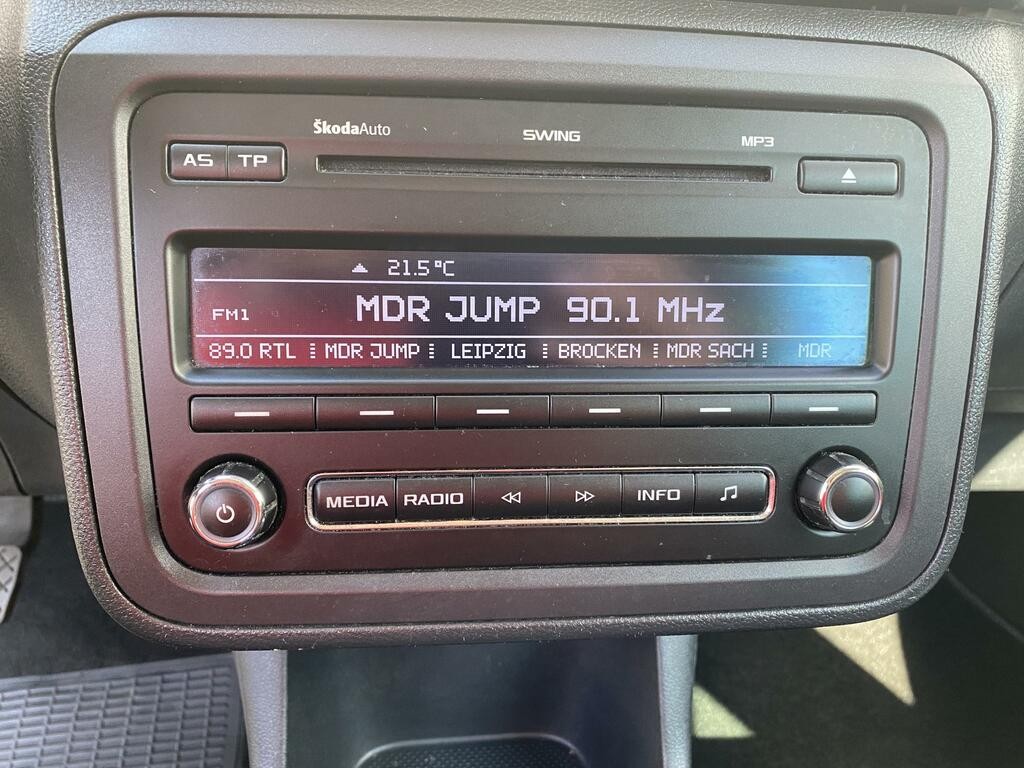 ŠkodaAuto SWING MP3
AS TP
21.5°C
FM1 MDR JUMP 90.1 MHz
89.0 RTL MDR JUMP LEIPZIG BROCKEN MDR SACH MDR
MEDIA RADIO INFO